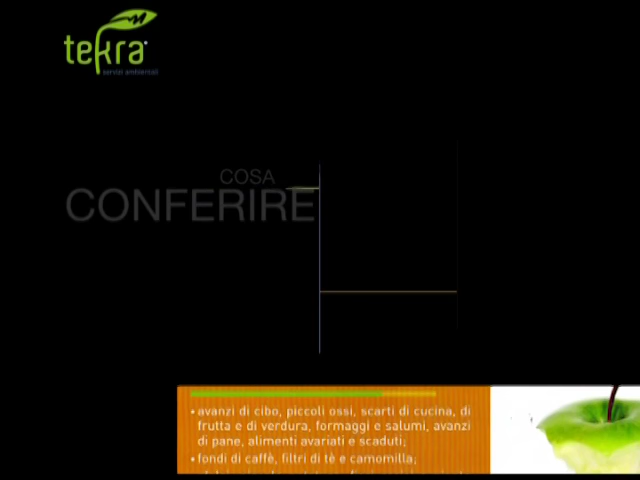 tekra
servizi ambientali
COSA
CONFERIRE
• avanzi di cibo, piccoli ossi, scarti di cucina, di
frutta e di verdura, formaggi e salumi, avanzi
di pane, alimenti avariati e scaduti;
• fondi di caffè, filtri di tè e camomilla;